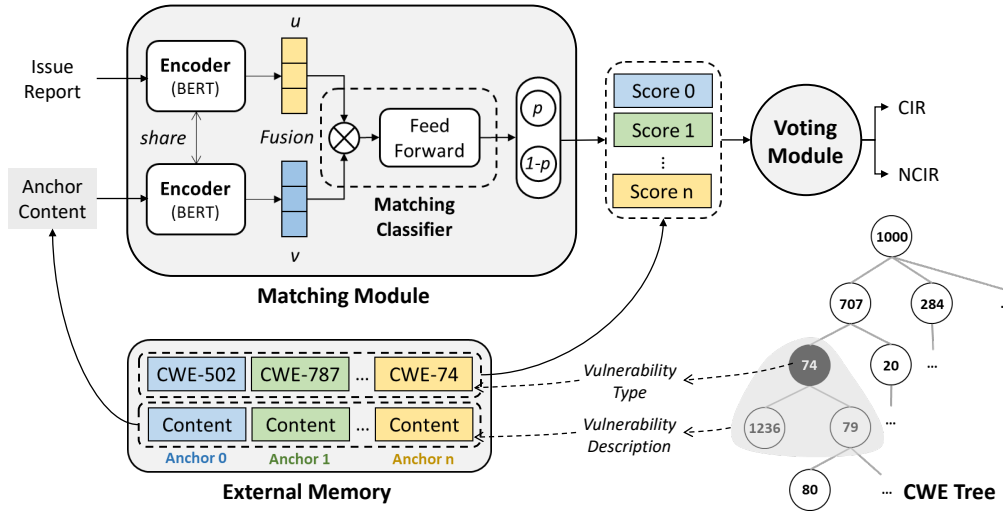 u
Issue
Report
Encoder
(BERT)
share
Fusion
Feed
Forward
p
1-p
Anchor
Content
Encoder
(BERT)
v
Matching
Classifier
Matching Module
Score 0
Score 1
...
Score n
Voting
Module
CIR
NCIR
CWE-502
CWE-787
...
CWE-74
Content
Content
...
Content
Anchor 0
Anchor 1
Anchor n
External Memory
Vulnerability
Type
Vulnerability
Description
1000
707
284
...
74
20
...
1236
79
...
80
...
CWE Tree